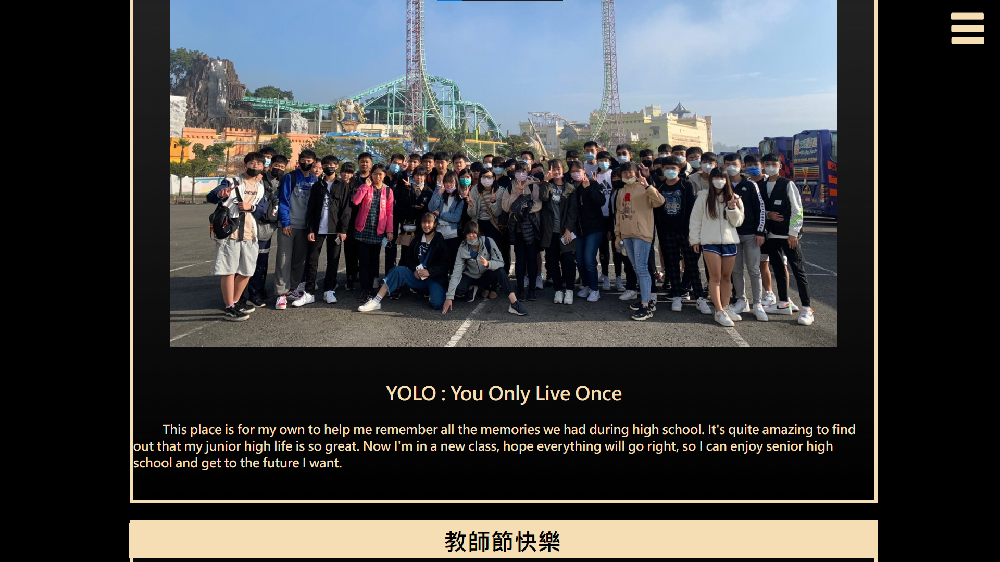 YOLO : You Only Live Once
This place is for my own to help me remember all the memories we had during high school. It's quite amazing to find
out that my junior high life is so great. Now I'm in a new class, hope everything will go right, so I can enjoy senior high
school and get to the future I want.
教師節快樂